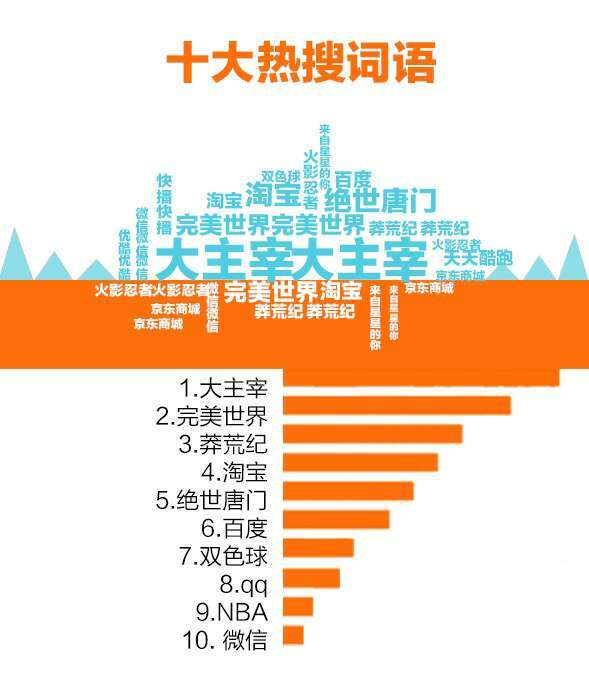 十大热搜词语
来自星星的你
火影忍者
双色球
百度
快播快播
淘宝
淘宝
绝世唐门
微信微信微信
完美世界完美世界
莽荒纪 莽荒纪
优酷优酷优酷
大主宰大主宰
火影忍者
天天酷跑
京东商城
火影忍者火影忍者
微信微信
完美世界淘宝
来自星星的你
来自星星的你
京东商城
京东商城
莽荒纪 莽荒纪
京东商城
1.大主宰
2.完美世界
3.莽荒纪
4.淘宝
5.绝世唐门
6.百度
7.双色球
8.qq
9.NBA
10. 微信